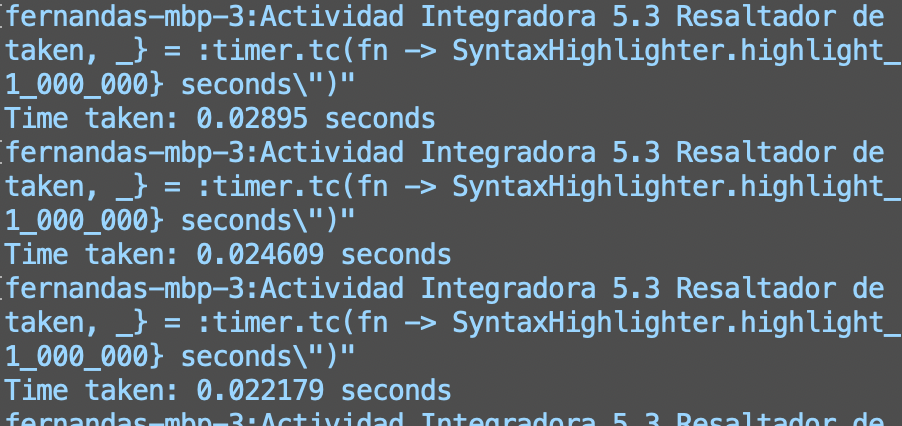 fernandas-mbp-3:Actividad Integradora 5.3 Resaltador de
taken, _} = :timer.tc(fn -> SyntaxHighlighter.highlight_
1_000_000} seconds\")"
Time taken: 0.02895 seconds
fernandas-mbp-3:Actividad Integradora 5.3 Resaltador de
taken, _} = :timer.tc(fn -> SyntaxHighlighter.highlight_
1_000_000} seconds\")"
Time taken: 0.024609 seconds
fernandas-mbp-3:Actividad Integradora 5.3 Resaltador de
taken, _} = :timer.tc(fn -> SyntaxHighlighter.highlight_
1_000_000} seconds\")"
Time taken: 0.022179 seconds
fernandas-mbp-3:Actividad Integradora 5.3 Resaltador de